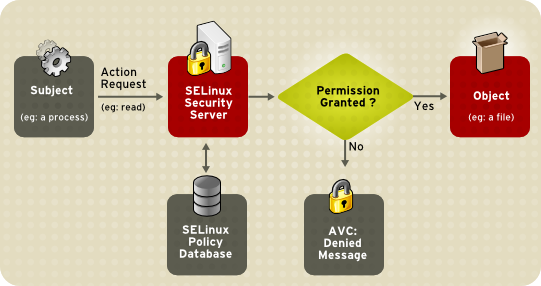 Subject
(eg: a process)
Action
Request
(eg: read)
SELinux
Security
Server
Permission
Granted ?
Yes
Object
(eg: a file)
No
SELinux
Policy
Database
AVC:
Denied
Message